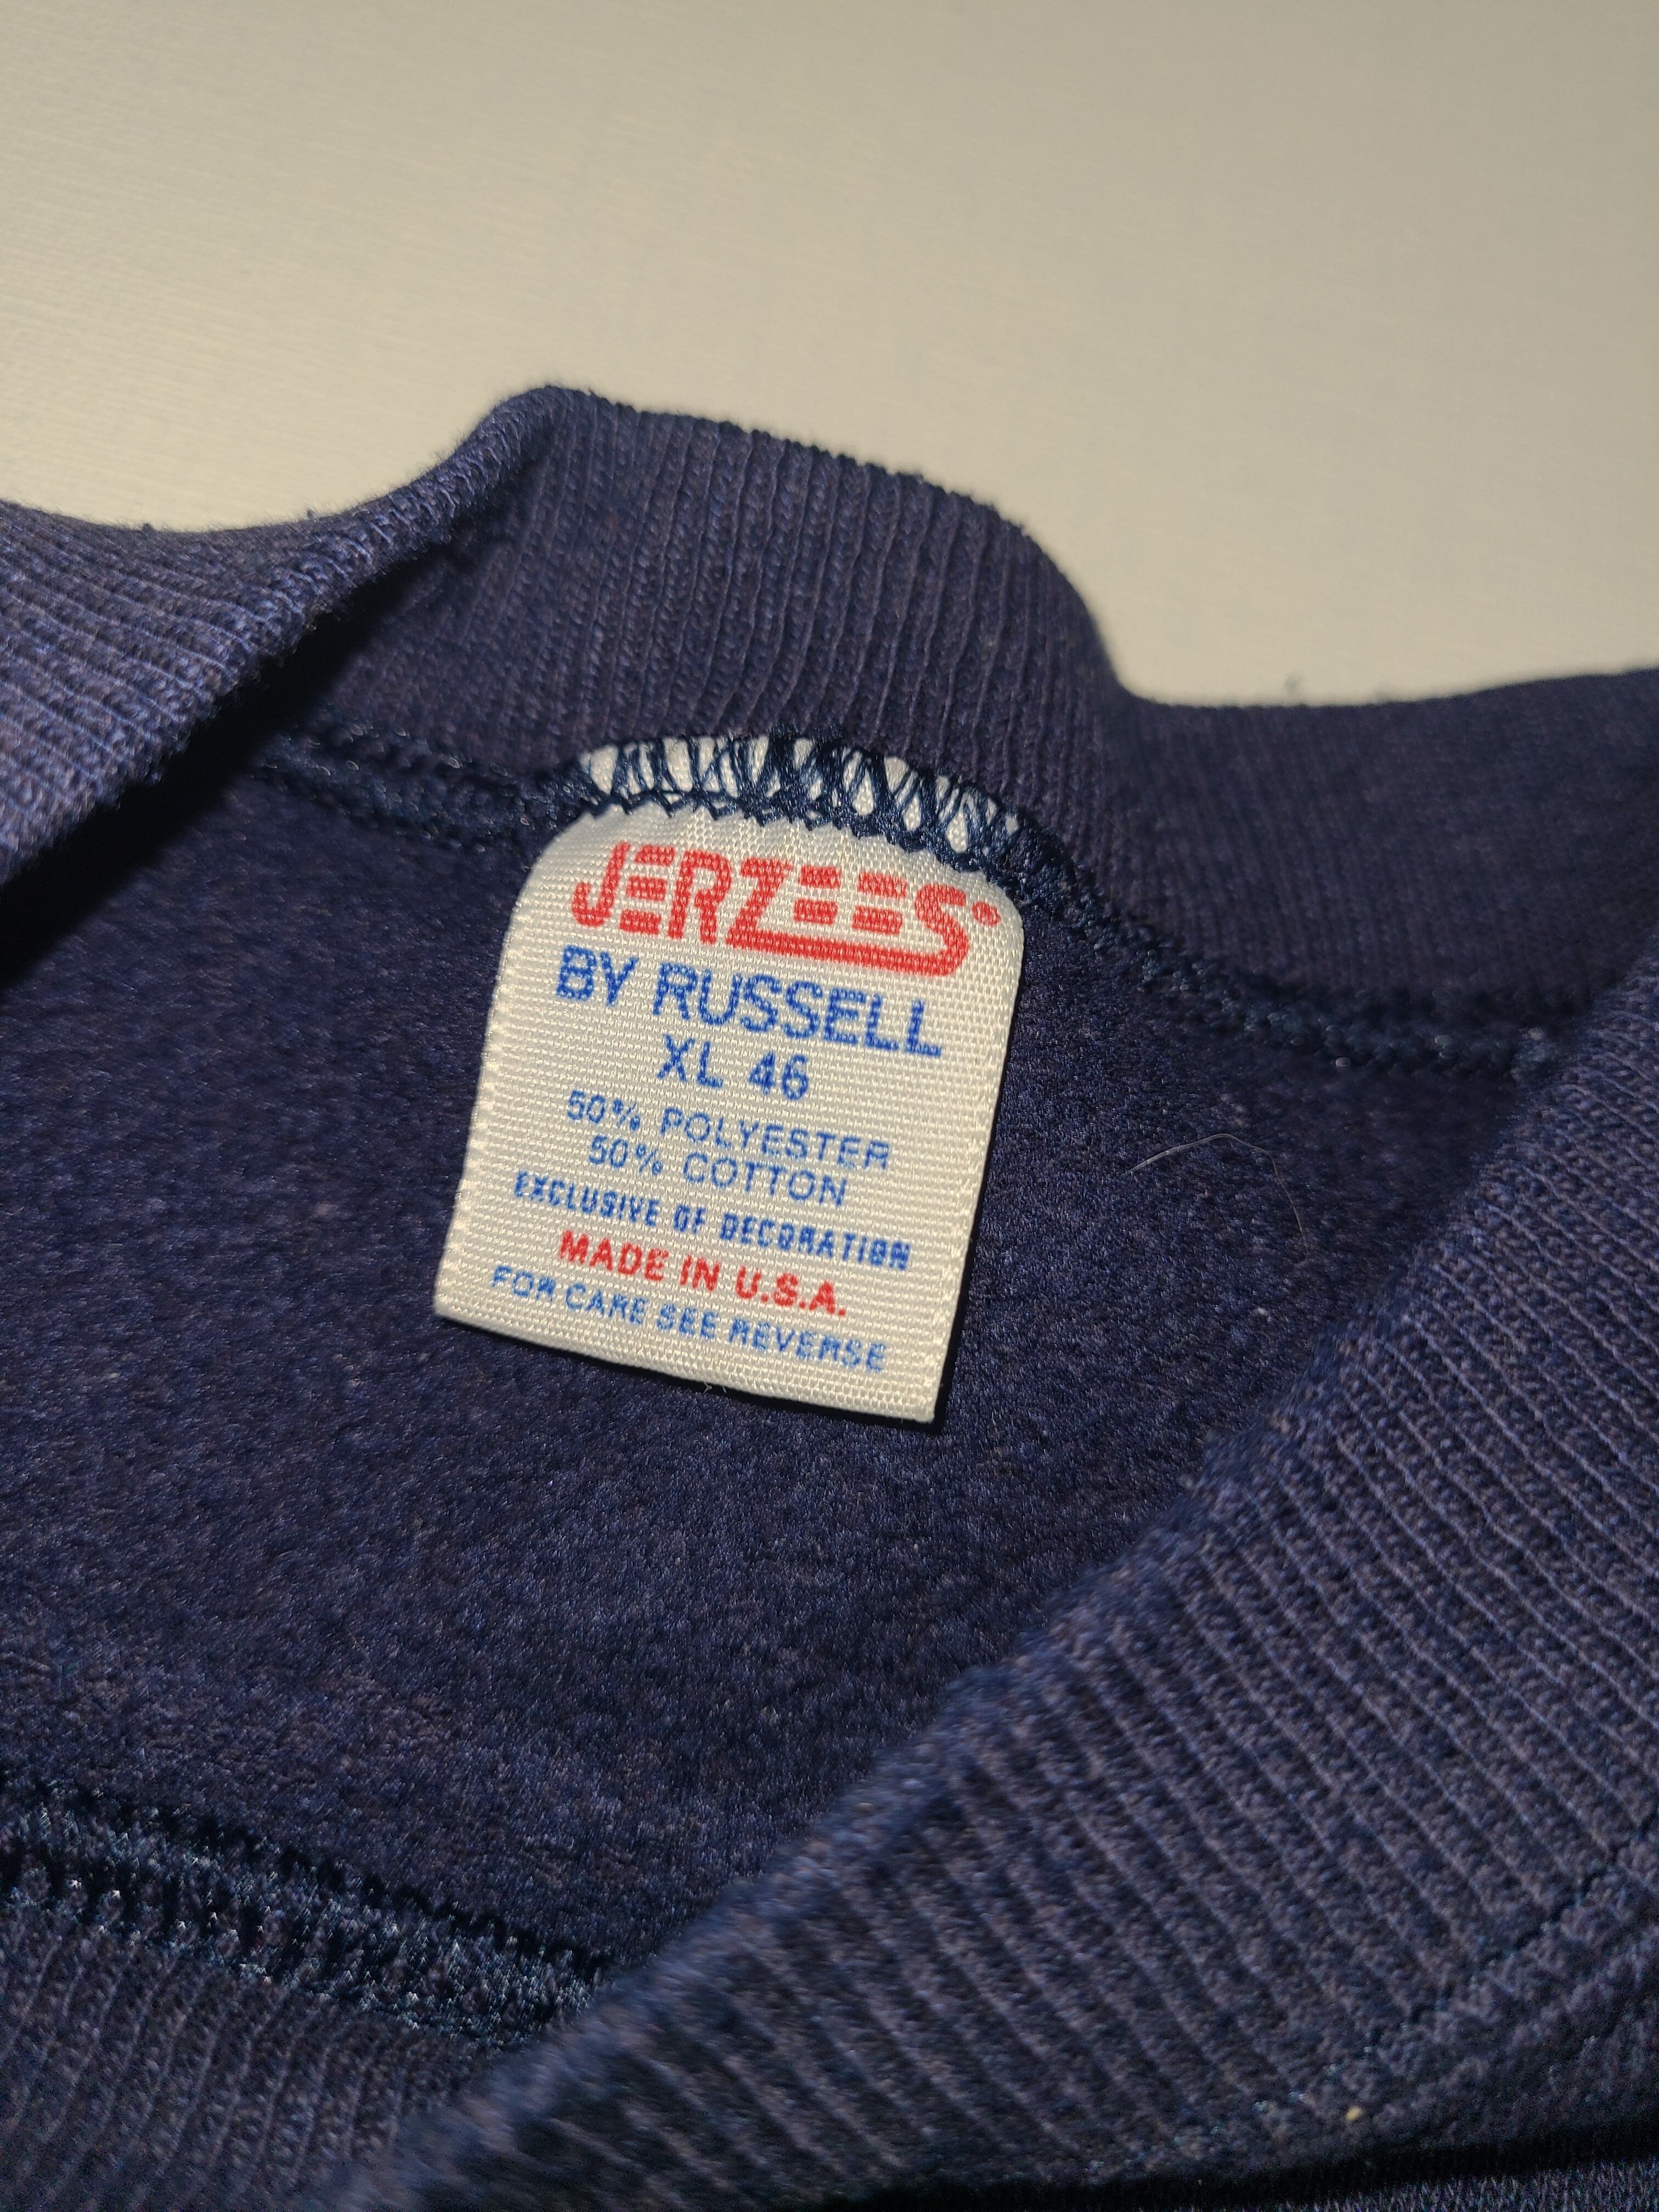 JERZEES®
BY RUSSELL
XL 46
50% POLYESTER
50% COTTON
EXCLUSIVE OF DECORATION
MADE IN U.S.A.
FOR CARE SEE REVERSE